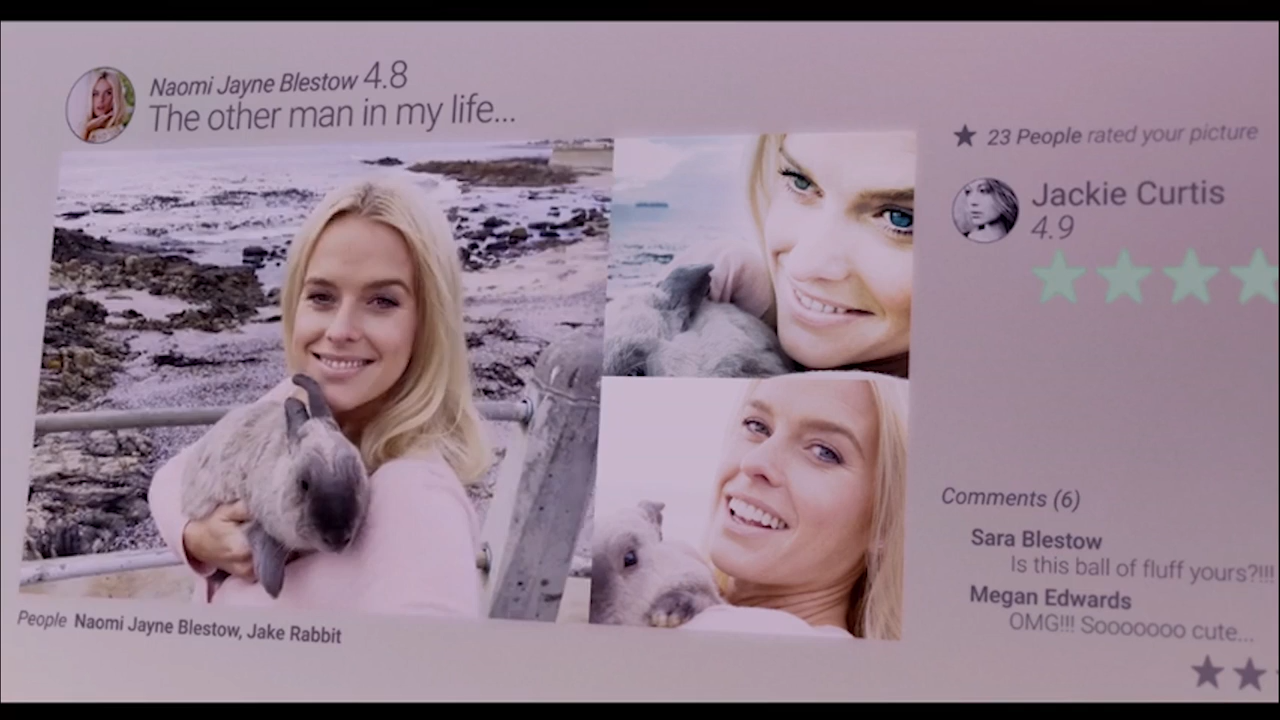 Naomi Jayne Blestow 4.8
The other man in my life...
23 People rated your picture
Jackie Curtis
4.9
Comments (6)
Sara Blestow
Is this ball of fluff yours?!!!
Megan Edwards
OMG!!! Sooooooo cute...
People Naomi Jayne Blestow, Jake Rabbit